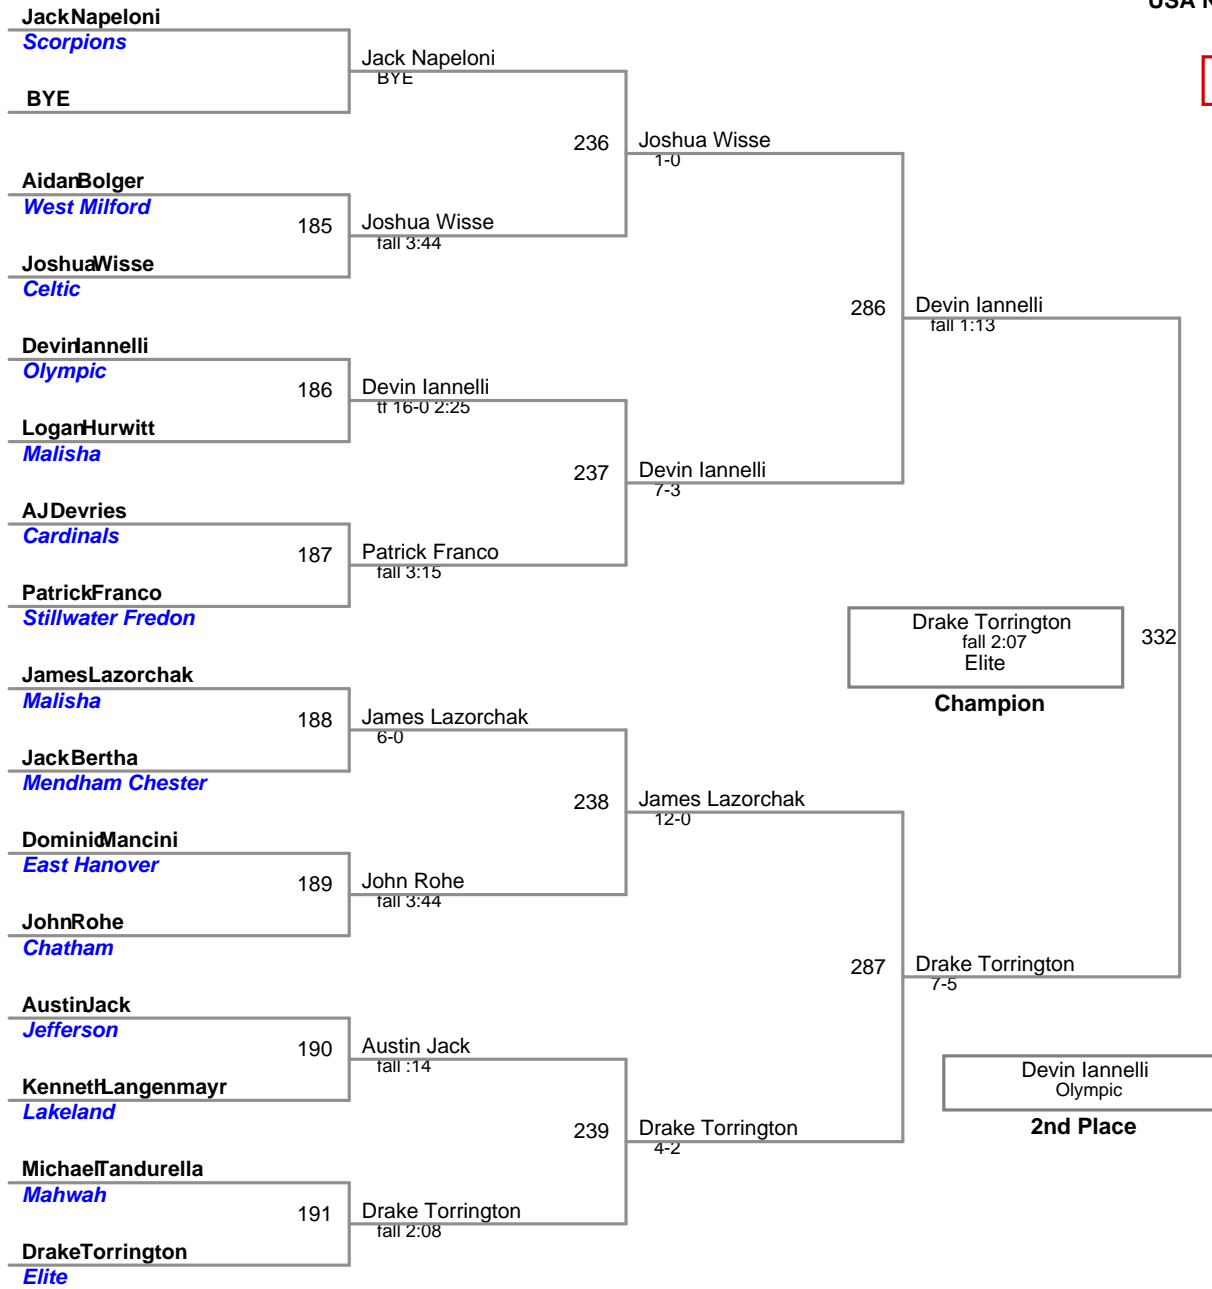 USA N
JackNapeloni
Scorpions
Jack Napeloni
BYE
BYE
236
Joshua Wisse
1-0
AidanBolger
West Milford
185
Joshua Wisse
fall 3:44
JoshuaWisse
Celtic
286
Devin Iannelli
fall 1:13
DevinIannelli
Olympic
186
Devin Iannelli
tf 16-0 2:25
LoganHurwitt
Malisha
237
Devin Iannelli
7-3
AJDevries
Cardinals
187
Patrick Franco
fall 3:15
PatrickFranco
Stillwater Fredon
Drake Torrington
fall 2:07
Elite
332
Champion
JamesLazorchak
Malisha
188
James Lazorchak
6-0
JackBertha
Mendham Chester
238
James Lazorchak
12-0
DominicMancini
East Hanover
189
John Rohe
fall 3:44
JohnRohe
Chatham
287
Drake Torrington
7-5
AustinJack
Jefferson
190
Austin Jack
fall :14
KennethLangenmayr
Lakeland
Devin Iannelli
Olympic
2nd Place
239
Drake Torrington
4-2
MichaelTandurella
Mahwah
191
Drake Torrington
fall 2:08
DrakeTorrington
Elite